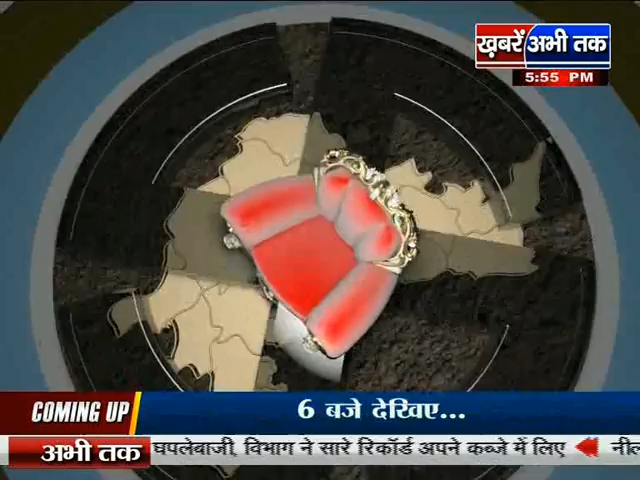 ख़बरें अभी तक
5:55 PM
COMING UP
6 बजे देखिए...
अभी तक
घपलेबाजी, विभाग ने सारे रिकॉर्ड अपने कब्जे में लिए